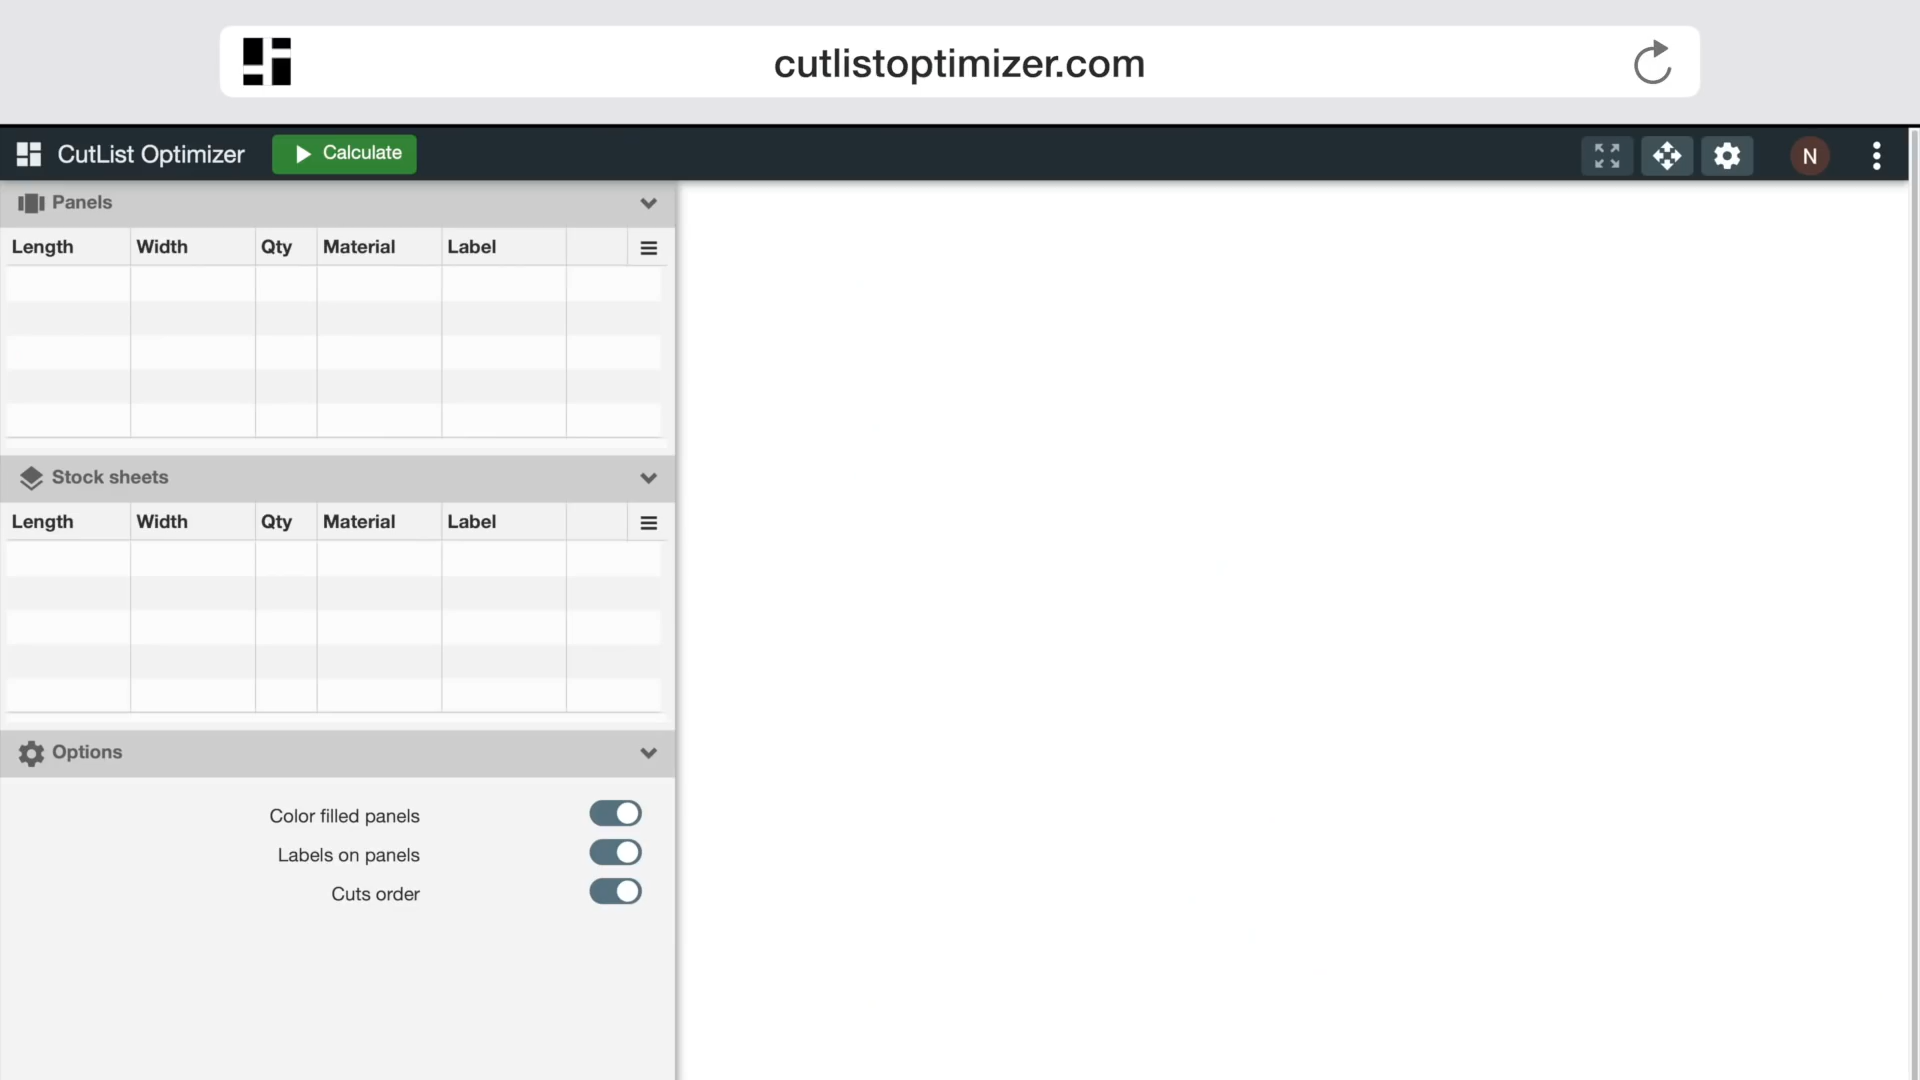 cutlistoptimizer.com
CutList Optimizer
Calculate
N
Panels
Length Width Qty Material Label
Stock sheets
Length Width Qty Material Label
Options
Color filled panels
Labels on panels
Cuts order